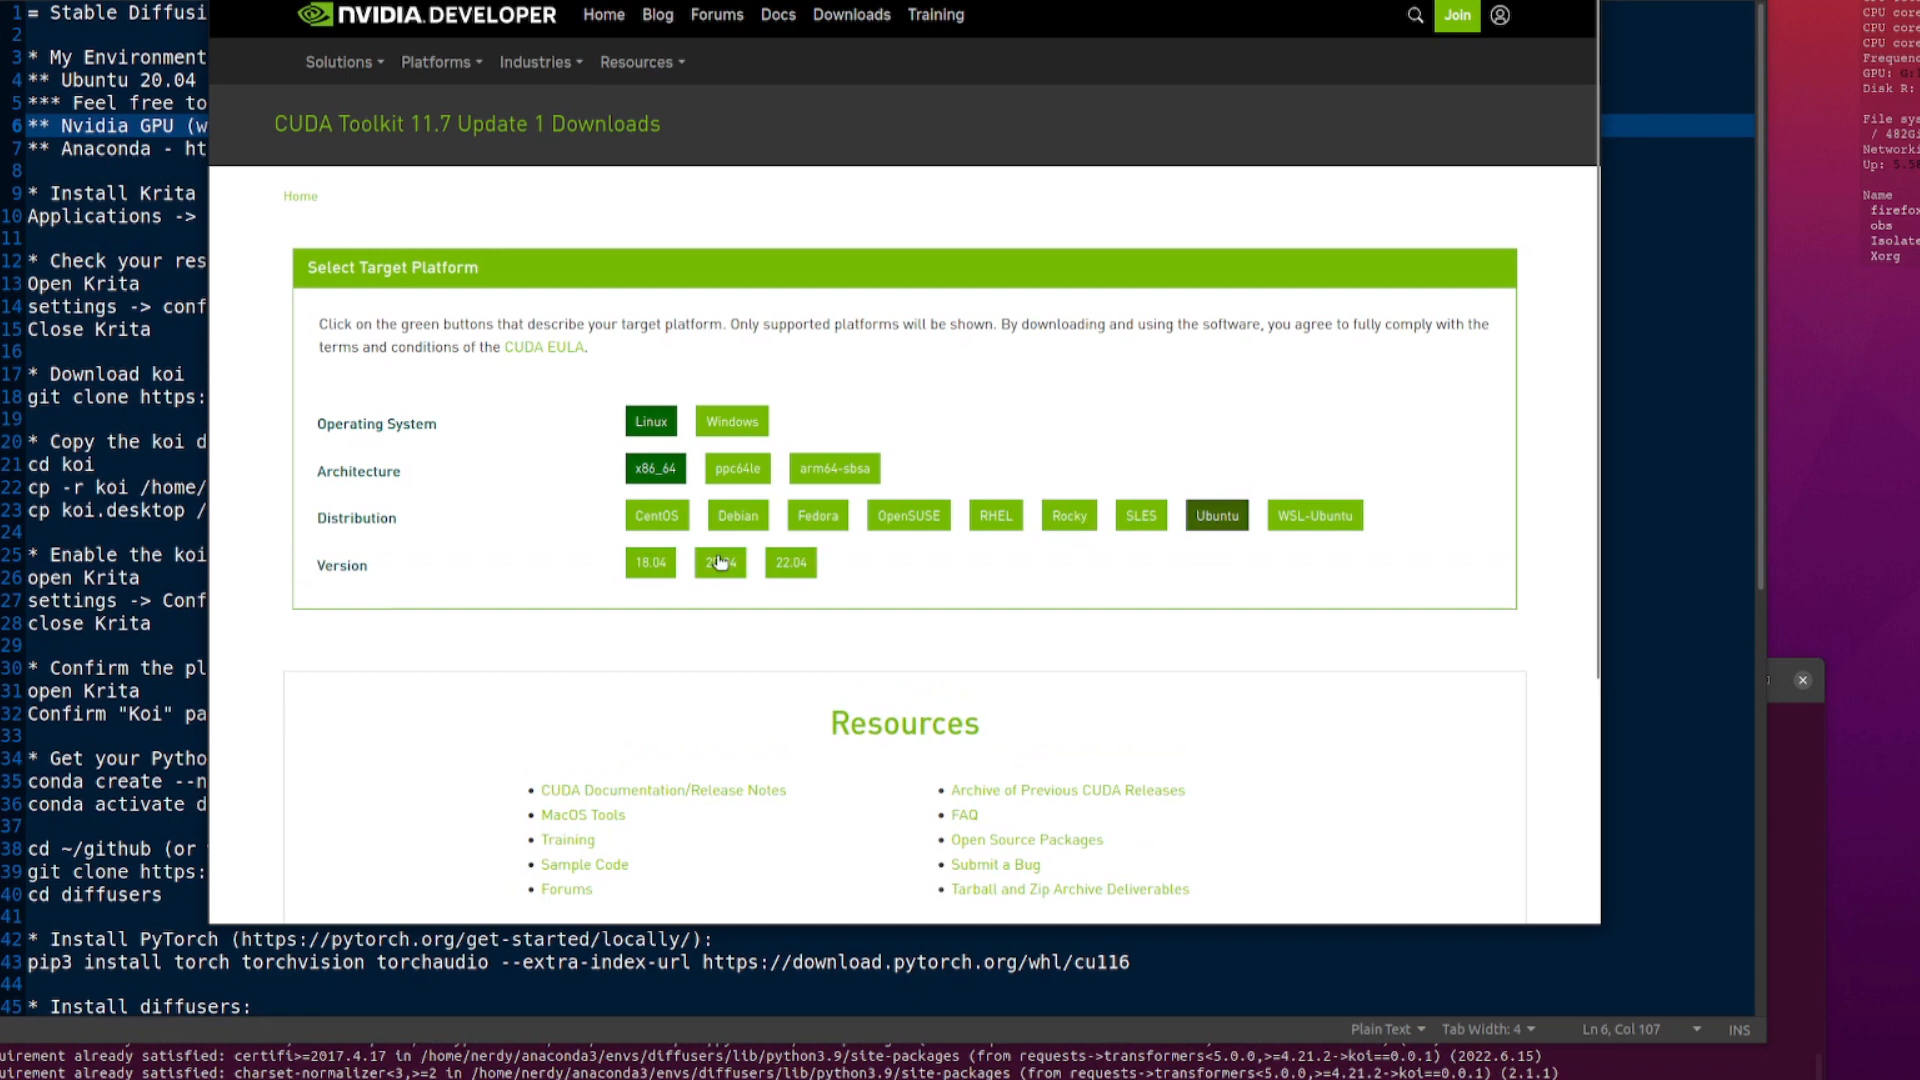 NVIDIA.DEVELOPER Home Blog Forums Docs Downloads Training Join
Solutions Platforms Industries Resources
CUDA Toolkit 11.7 Update 1 Downloads
Home
Select Target Platform
Click on the green buttons that describe your target platform. Only supported platforms will be shown. By downloading and using the software, you agree to fully comply with the
terms and conditions of the CUDA EULA.
Operating System Linux Windows
Architecture x86_64 ppc64le arm64-sbsa
Distribution CentOS Debian Fedora OpenSUSE RHEL Rocky SLES Ubuntu WSL-Ubuntu
Version 18.04 22.04
Resources
CUDA Documentation/Release Notes
MacOS Tools
Training
Sample Code
Forums
Archive of Previous CUDA Releases
FAQ
Open Source Packages
Submit a Bug
Tarball and Zip Archive Deliverables
1 = Stable Diffusi
2
3 * My Environment
4 ** Ubuntu 20.04
5 *** Feel free to
6 ** Nvidia GPU (w
7 ** Anaconda - ht
8
9 * Install Krita
10 Applications ->
11
12 * Check your res
13 Open Krita
14 settings -> conf
15 Close Krita
16
17 * Download koi
18 git clone https:
19
20 * Copy the koi d
21 cd koi
22 cp -r koi /home/
23 cp koi.desktop /
24
25 * Enable the koi
26 open Krita
27 settings -> Conf
28 close Krita
29
30 * Confirm the pl
31 open Krita
32 Confirm "Koi" pa
33
34 * Get your Pytho
35 conda create --n
36 conda activate d
37
38 cd ~/github (or
39 git clone https:
40 cd diffusers
41
42 * Install PyTorch (https://pytorch.org/get-started/locally/):
43 pip3 install torch torchvision torchaudio --extra-index-url https://download.pytorch.org/whl/cu116
44
45 * Install diffusers:
Plain Text Tab Width: 4 Ln 6, Col 107 INS
uirement already satisfied: certifi>=2017.4.17 in /home/nerdy/anaconda3/envs/diffusers/lib/python3.9/site-packages (from requests->transformers<5.0.0,>=4.21.2->koi==0.0.1) (2022.6.15)
uirement already satisfied: charset-normalizer<3,>=2 in /home/nerdy/anaconda3/envs/diffusers/lib/python3.9/site-packages (from requests->transformers<5.0.0,>=4.21.2->koi==0.0.1) (2.1.1)
CPU core
CPU core
CPU core
Frequenc
GPU:
Disk R:
File sys
/ 482Gi
Networki
Up: 5.5
Name
firefox
obs
Isolate
Xorg